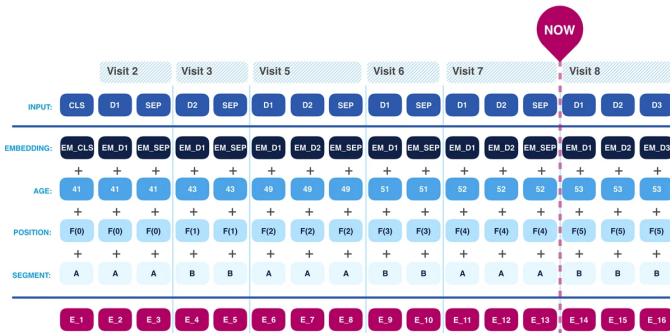 NOW
Visit 2 Visit 3 Visit 5 Visit 6 Visit 7 Visit 8
INPUT: CLS D1 SEP D2 SEP D1 D2 SEP D1 SEP D1 D2 SEP D1 D2 D3
EMBEDDING: EM_CLS EM_D1 EM_SEP EM_D1 EM_SEP EM_D1 EM_D2 EM_SEP EM_D1 EM_SEP EM_D1 EM_D2 EM_SEP EM_D1 EM_D2 EM_D3
+ + + + + + + + + + + + + + + +
AGE: 41 41 41 43 43 49 49 49 51 51 52 52 52 53 53 53
+ + + + + + + + + + + + + + + +
POSITION: F(0) F(0) F(0) F(1) F(1) F(2) F(2) F(2) F(3) F(3) F(4) F(4) F(4) F(5) F(5) F(5)
+ + + + + + + + + + + + + + + +
SEGMENT: A A A B B A A A B B A A A B B B
E_1 E_2 E_3 E_4 E_5 E_6 E_7 E_8 E_9 E_10 E_11 E_12 E_13 E_14 E_15 E_16